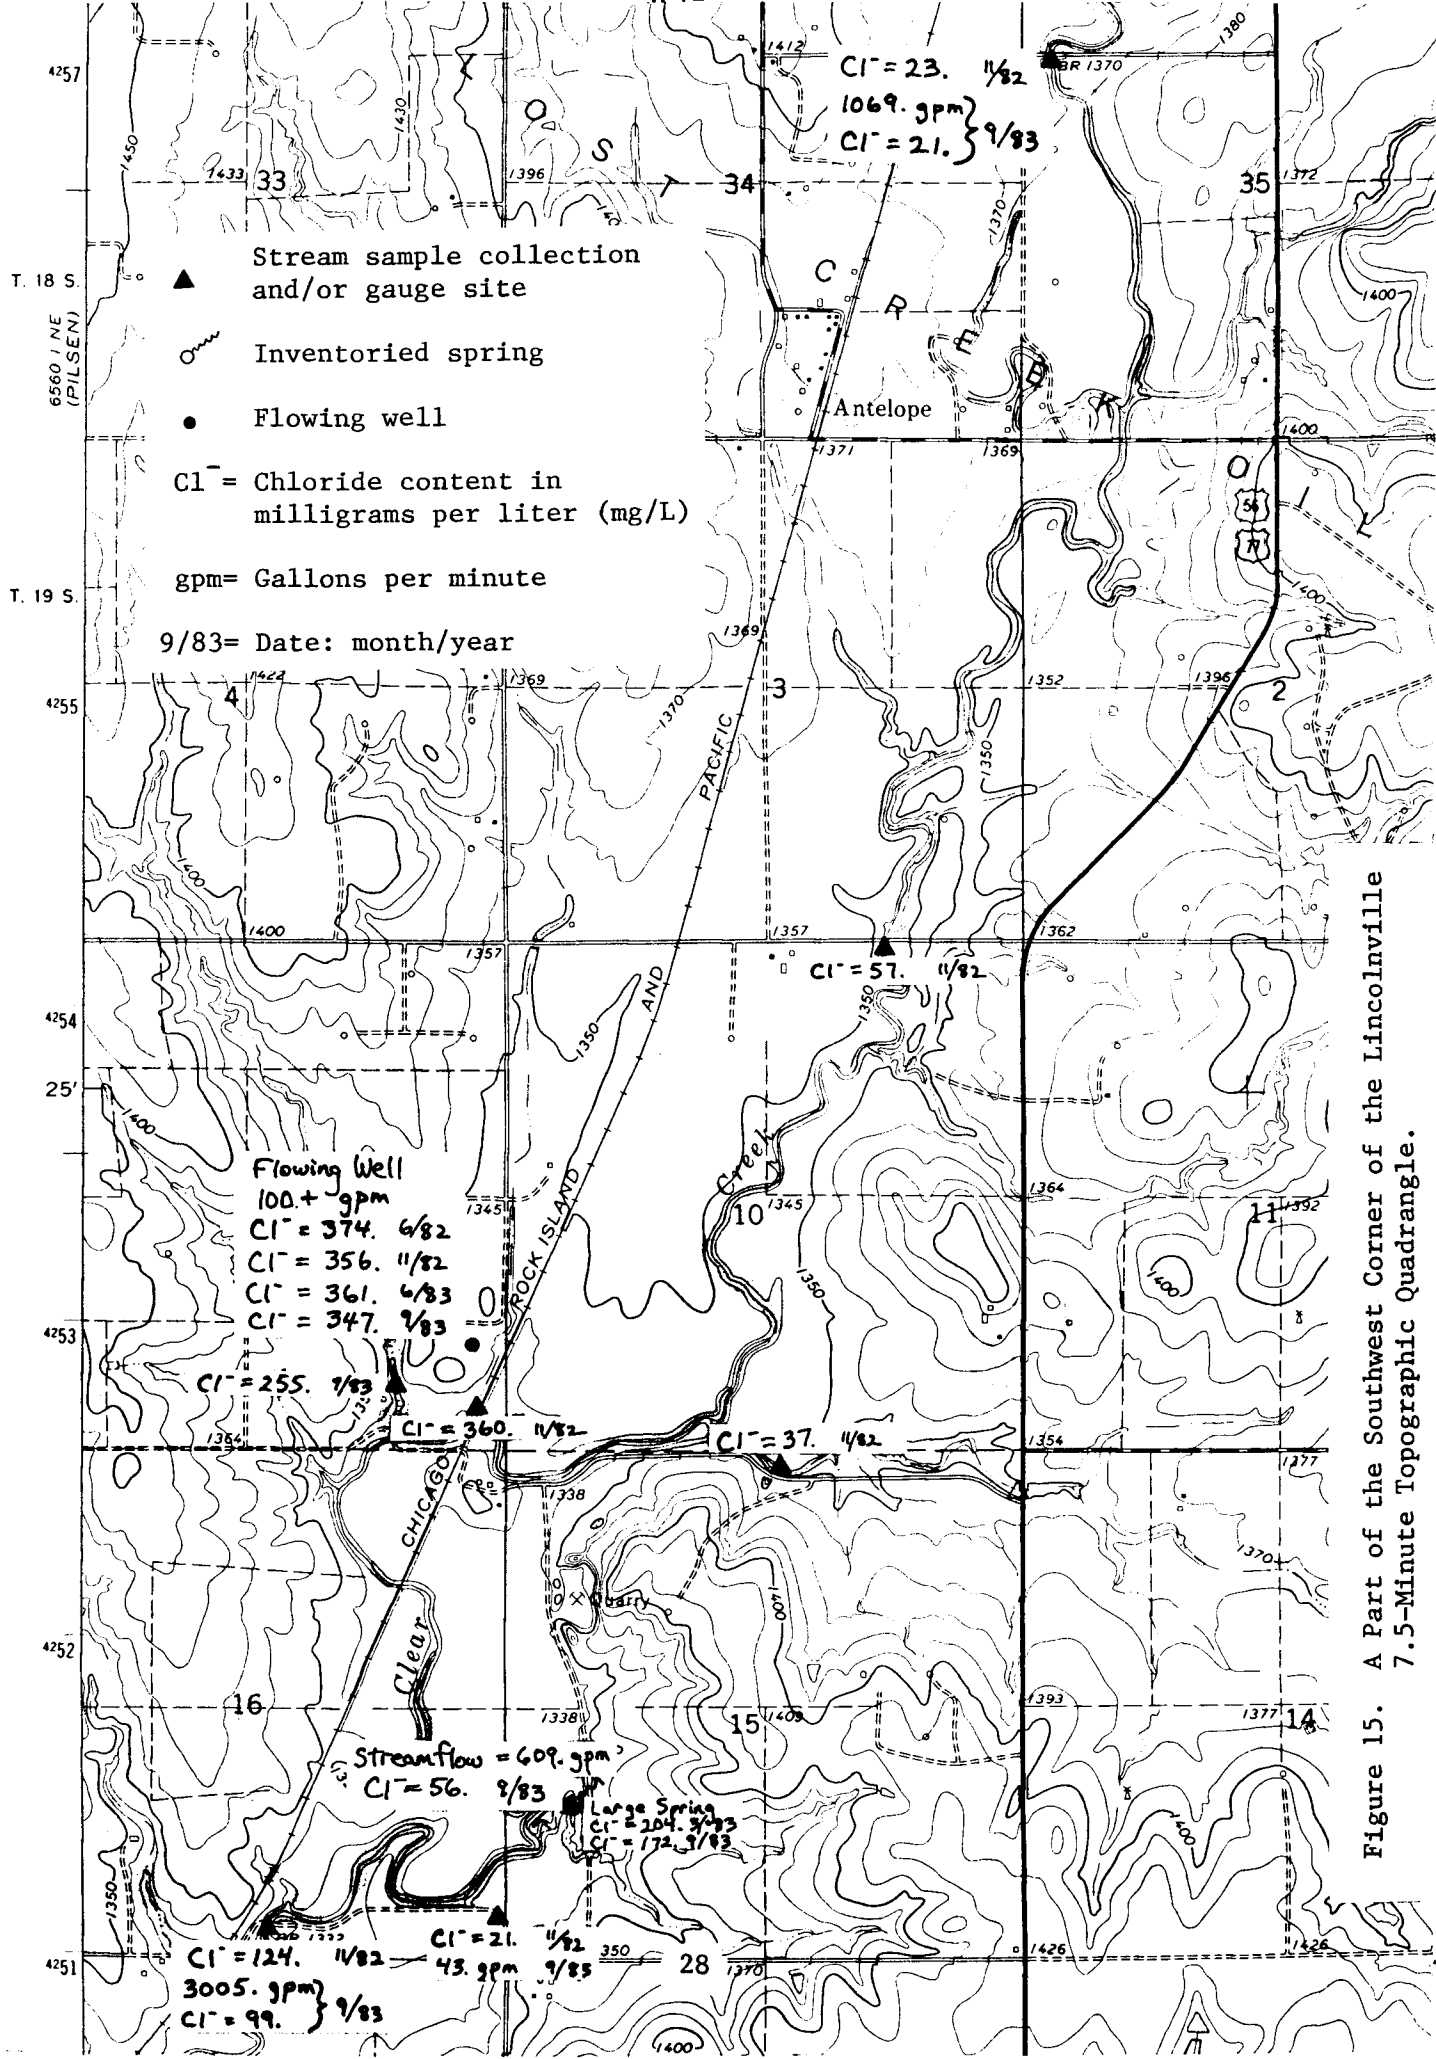 4257
1412
1380
BR 1370
Cl⁻ = 23. 11/82
1069. gpm
Cl⁻ = 21. } 9/83
1450
1430
O
S
T
1433
33
1396
34
35
1372
1370
T. 18 S.
6560 I NE
(PILSEN)
▲ Stream sample collection
and/or gauge site
Inventoried spring
● Flowing well
Cl⁻ = Chloride content in
milligrams per liter (mg/L)
gpm= Gallons per minute
9/83= Date: month/year
C
R
E
E
K
1400
Antelope
1371
1369
1400
O
I
L
56
77
T. 19 S.
1400
1369
4
1422
1369
3
1352
1396
2
4255
1370
PACIFIC
1350
1400
1400
1357
1357
1362
Cl⁻ = 57. 11/82
AND
1350
1350
4254
25'
1400
Creek
Flowing Well
100.+ gpm
Cl⁻ = 374. 6/82
Cl⁻ = 356. 11/82
Cl⁻ = 361. 6/83
Cl⁻ = 347. 9/83
1345
ROCK ISLAND
10
1345
1364
11
1392
1350
1400
4253
Cl⁻ = 255. 9/83
Cl⁻ = 360. 11/82
Cl⁻ = 37. 11/82
1364
1354
1377
CHICAGO
1338
1370
Quarry
1400
4252
Clear
16
1338
15
1409
1393
1377
14
Streamflow = 609. gpm
Cl⁻ = 56. 9/83
Large Spring
Cl⁻ = 204. 3/83
Cl⁻ = 172. 9/83
1400
1350
4251
Cl⁻ = 124. 11/82
3005. gpm
Cl⁻ = 99. } 9/83
Cl⁻ = 21. 11/82
43. gpm 9/83
350
28
1370
1426
1426
1400
Figure 15. A Part of the Southwest Corner of the Lincolnville
7.5-Minute Topographic Quadrangle.